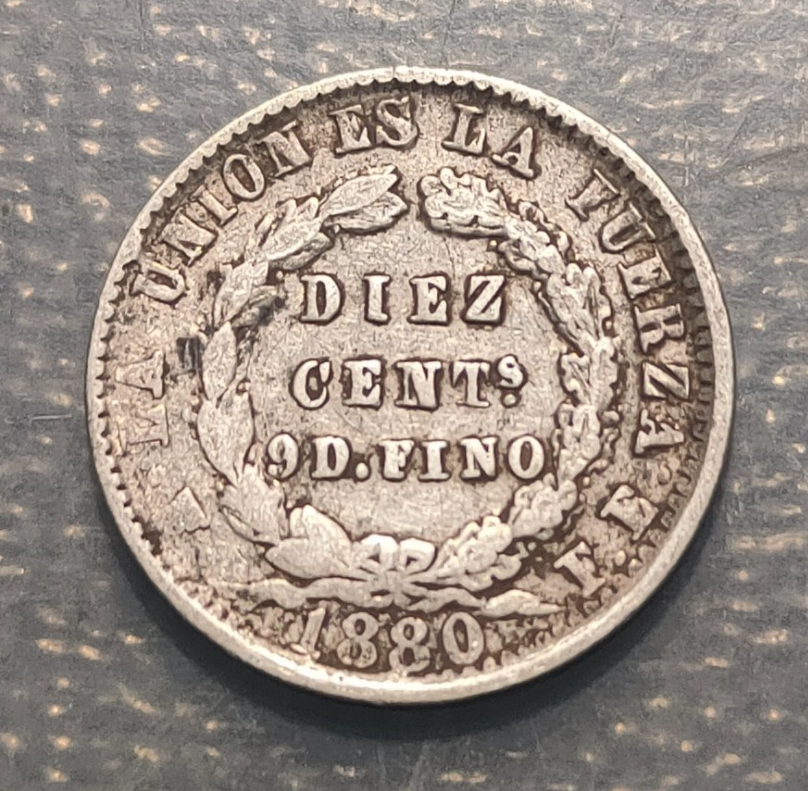 LA UNION ES LA FUERZA F.E.
DIEZ
CENTS.
9D.FINO
1880